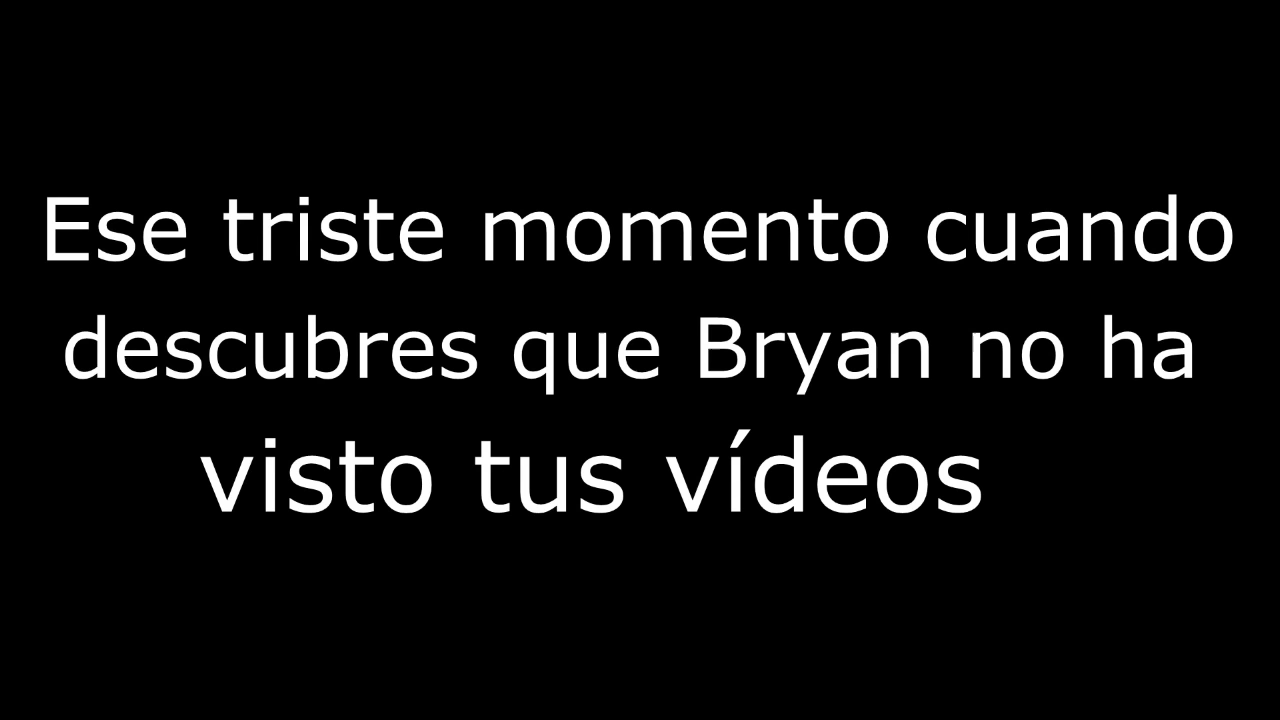 Ese triste momento cuando
descubres que Bryan no ha
visto tus vídeos